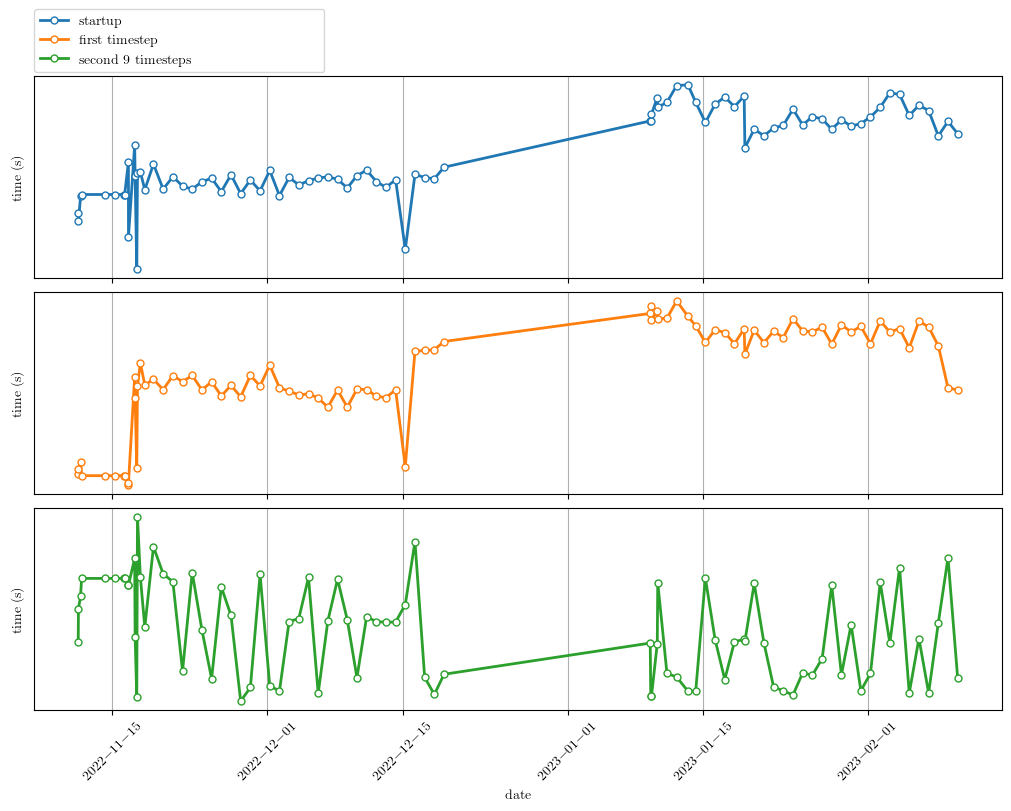 startup
first timestep
second 9 timesteps
time (s)
time (s)
time (s)
2022−11−15
2022−12−01
2022−12−15
2023−01−01
2023−01−15
2023−02−01
date